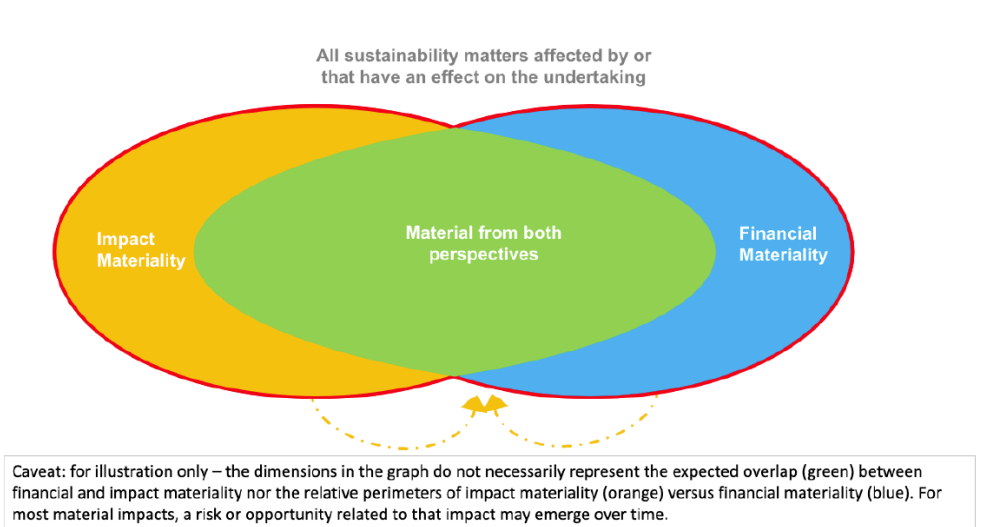 All sustainability matters affected by or
that have an effect on the undertaking
Impact
Materiality
Material from both
perspectives
Financial
Materiality
Caveat: for illustration only – the dimensions in the graph do not necessarily represent the expected overlap (green) between
financial and impact materiality nor the relative perimeters of impact materiality (orange) versus financial materiality (blue). For
most material impacts, a risk or opportunity related to that impact may emerge over time.